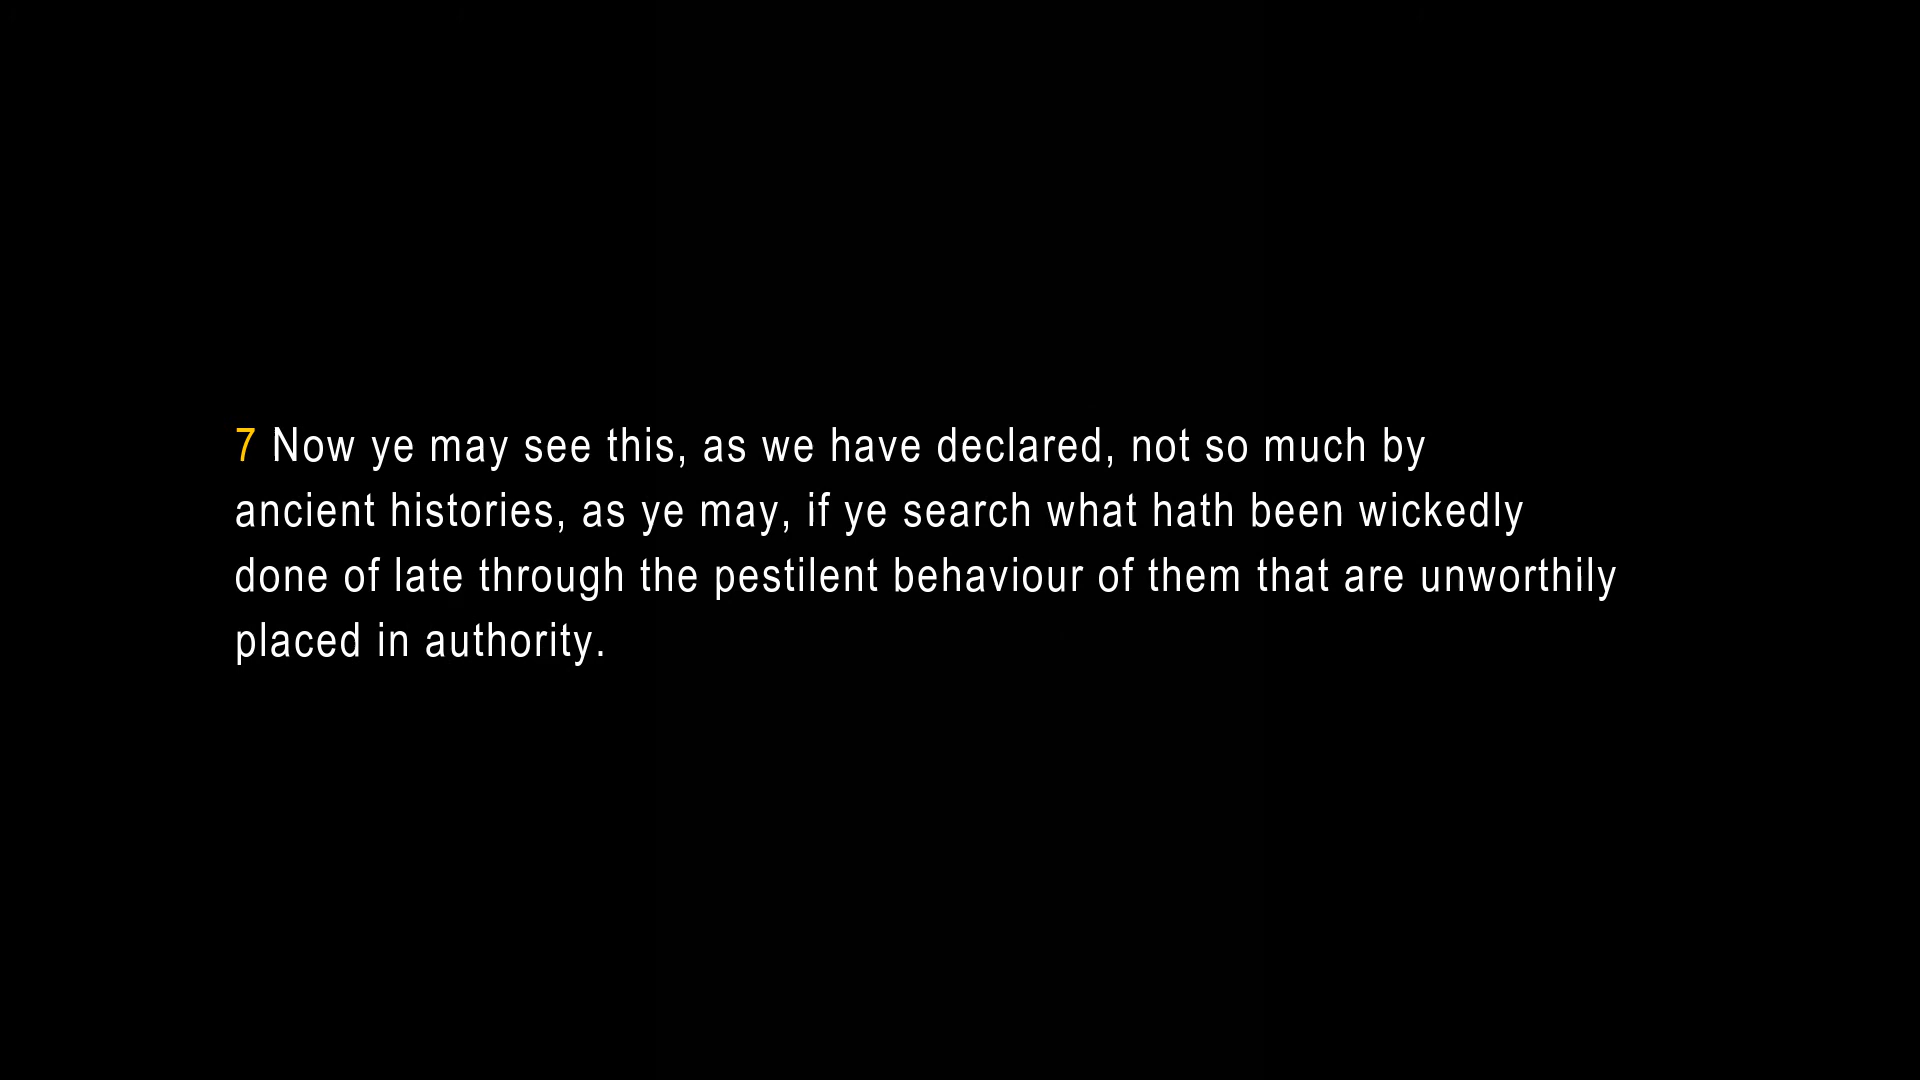 7 Now ye may see this, as we have declared, not so much by
ancient histories, as ye may, if ye search what hath been wickedly
done of late through the pestilent behaviour of them that are unworthily
placed in authority.